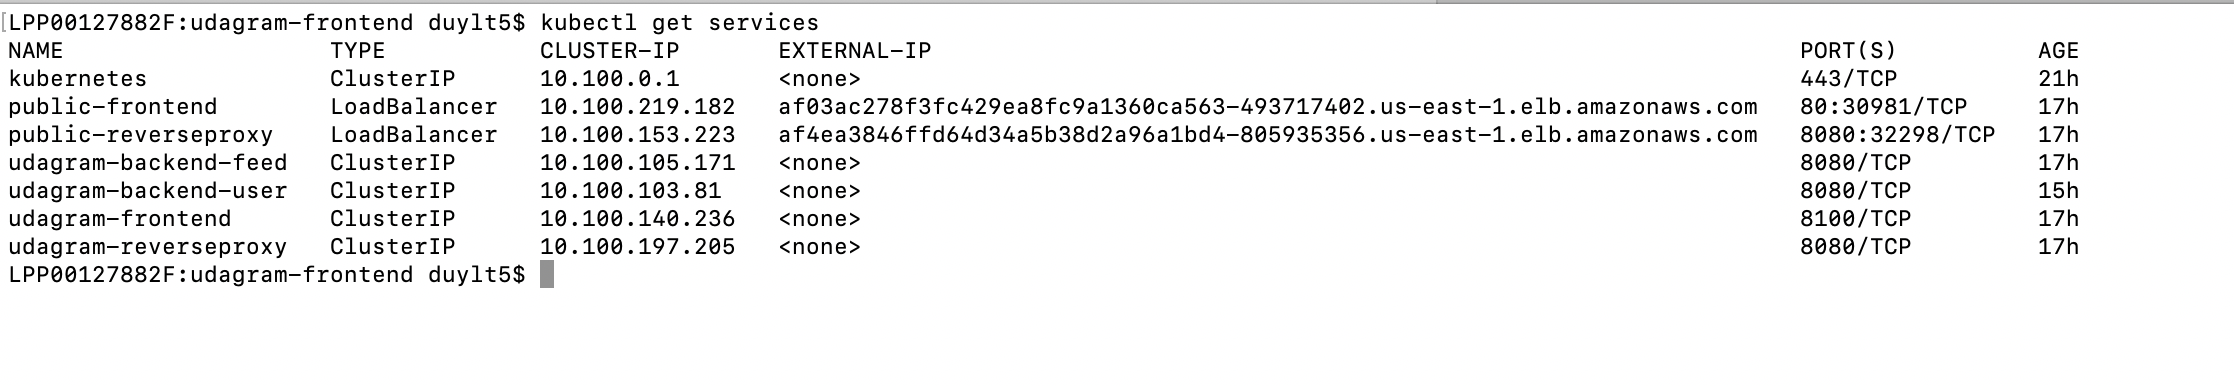 [LPP00127882F:udagram-frontend duylt5$ kubectl get services
NAME TYPE CLUSTER-IP EXTERNAL-IP PORT(S) AGE
kubernetes ClusterIP 10.100.0.1 <none> 443/TCP 21h
public-frontend LoadBalancer 10.100.219.182 af03ac278f3fc429ea8fc9a1360ca563-493717402.us-east-1.elb.amazonaws.com 80:30981/TCP 17h
public-reverseproxy LoadBalancer 10.100.153.223 af4ea3846ffd64d34a5b38d2a96a1bd4-805935356.us-east-1.elb.amazonaws.com 8080:32298/TCP 17h
udagram-backend-feed ClusterIP 10.100.105.171 <none> 8080/TCP 17h
udagram-backend-user ClusterIP 10.100.103.81 <none> 8080/TCP 15h
udagram-frontend ClusterIP 10.100.140.236 <none> 8100/TCP 17h
udagram-reverseproxy ClusterIP 10.100.197.205 <none> 8080/TCP 17h
LPP00127882F:udagram-frontend duylt5$